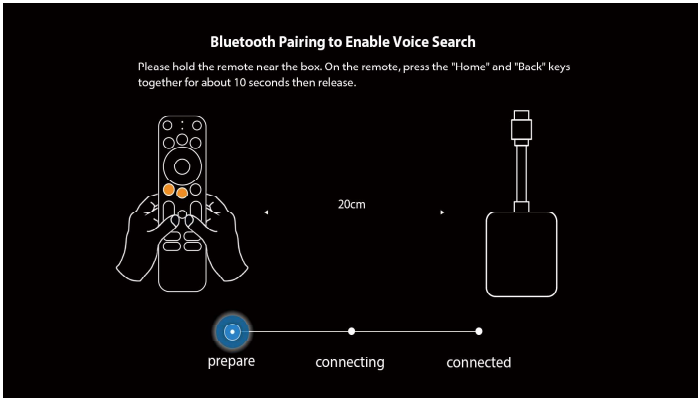 Bluetooth Pairing to Enable Voice Search
Please hold the remote near the box. On the remote, press the "Home" and "Back" keys
together for about 10 seconds then release.
20cm
prepare
connecting
connected